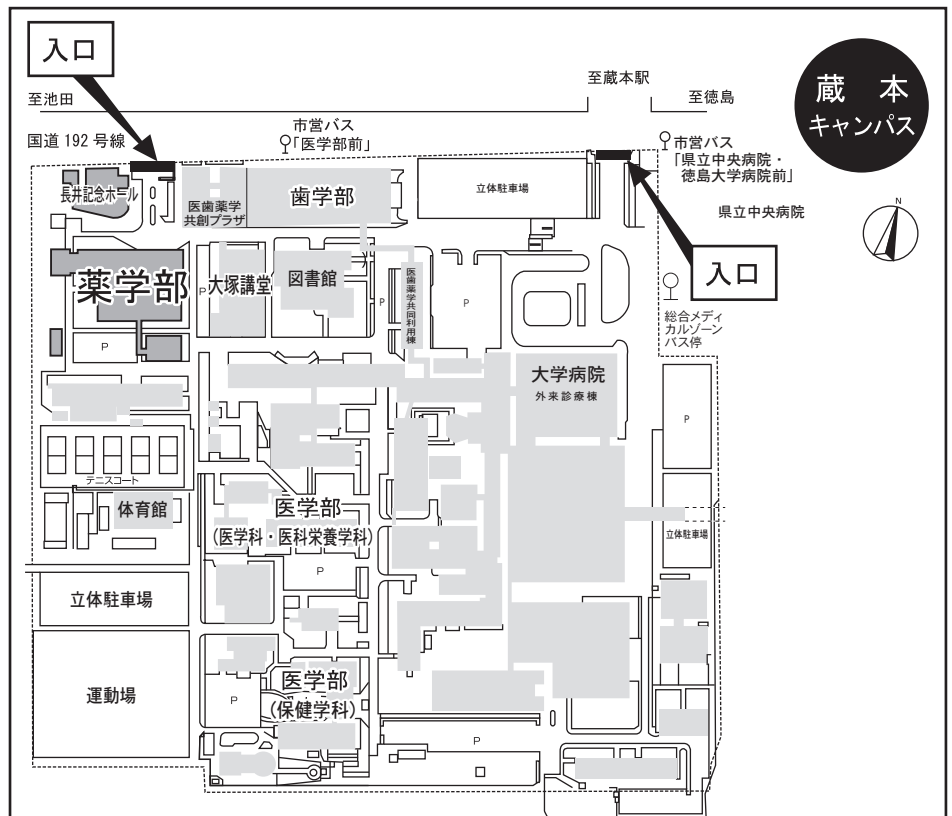 入口
至池田
至蔵本駅
至徳島
蔵 本
キャンパス
国道 192 号線
市営バス
「医学部前」
市営バス
「県立中央病院・
徳島大学病院前」
県立中央病院
N
長井記念ホール
医歯薬学
共創プラザ
歯学部
立体駐車場
入口
薬学部
P
大塚講堂
図書館
P
医歯薬学共同利用棟
P
総合メディ
カルゾーン
バス停
P
大学病院
外来診療棟
P
テニスコート
体育館
医学部
(医学科・医科栄養学科)
立体駐車場
P
立体駐車場
運動場
医学部
(保健学科)
P
P